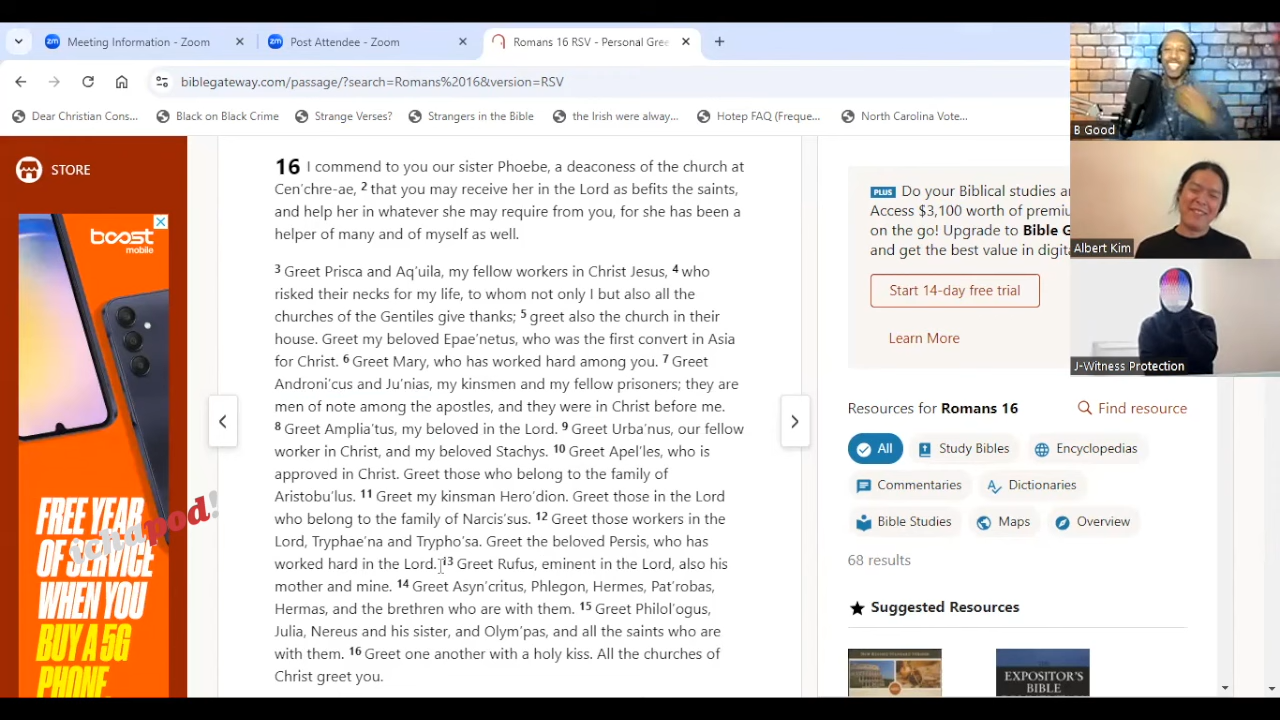 Meeting Information - Zoom
Post Attendee - Zoom
Romans 16 RSV - Personal Gree
biblegateway.com/passage/?search=Romans%2016&version=RSV
Dear Christian Cons...
Black on Black Crime
Strange Verses?
Strangers in the Bible
the Irish were alway...
Hotep FAQ (Freque...
North Carolina Vote...
STORE
boost
mobile
FREE YEAR
OF SERVICE
WHEN YOU
BUY A 5G
PHONE.
ichapod!
16 I commend to you our sister Phoebe, a deaconess of the church at
Cen'chre-ae, 2 that you may receive her in the Lord as befits the saints,
and help her in whatever she may require from you, for she has been a
helper of many and of myself as well.
3 Greet Prisca and Aq'uila, my fellow workers in Christ Jesus, 4 who
risked their necks for my life, to whom not only I but also all the
churches of the Gentiles give thanks; 5 greet also the church in their
house. Greet my beloved Epae'netus, who was the first convert in Asia
for Christ. 6 Greet Mary, who has worked hard among you. 7 Greet
Androni'cus and Ju'nias, my kinsmen and my fellow prisoners; they are
men of note among the apostles, and they were in Christ before me.
8 Greet Amplia'tus, my beloved in the Lord. 9 Greet Urba'nus, our fellow
worker in Christ, and my beloved Stachys. 10 Greet Apel'les, who is
approved in Christ. Greet those who belong to the family of
Aristobu'lus. 11 Greet my kinsman Hero'dion. Greet those in the Lord
who belong to the family of Narcis'sus. 12 Greet those workers in the
Lord, Tryphae'na and Trypho'sa. Greet the beloved Persis, who has
worked hard in the Lord. 13 Greet Rufus, eminent in the Lord, also his
mother and mine. 14 Greet Asyn'critus, Phlegon, Hermes, Pat'robas,
Hermas, and the brethren who are with them. 15 Greet Philol'ogus,
Julia, Nereus and his sister, and Olym'pas, and all the saints who are
with them. 16 Greet one another with a holy kiss. All the churches of
Christ greet you.
PLUS Do your Biblical studies a
Access $3,100 worth of premiu
on the go! Upgrade to Bible G
and get the best value in digit
Start 14-day free trial
Learn More
B Good
Albert Kim
J-Witness Protection
Resources for Romans 16
Find resource
All
Study Bibles
Encyclopedias
Commentaries
Dictionaries
Bible Studies
Maps
Overview
68 results
Suggested Resources
EXPOSITOR'S
BIBLE